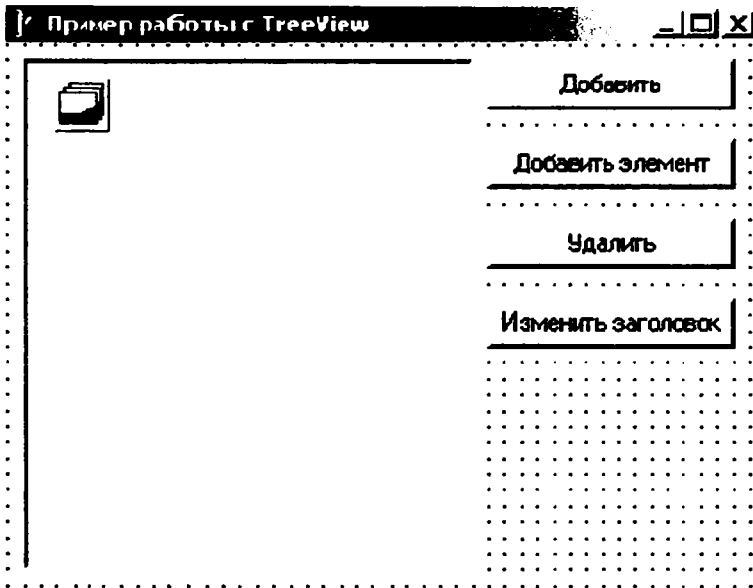 Пример работы с TreeView
Добавить
Добавить элемент
Удалить
Изменить заголовок